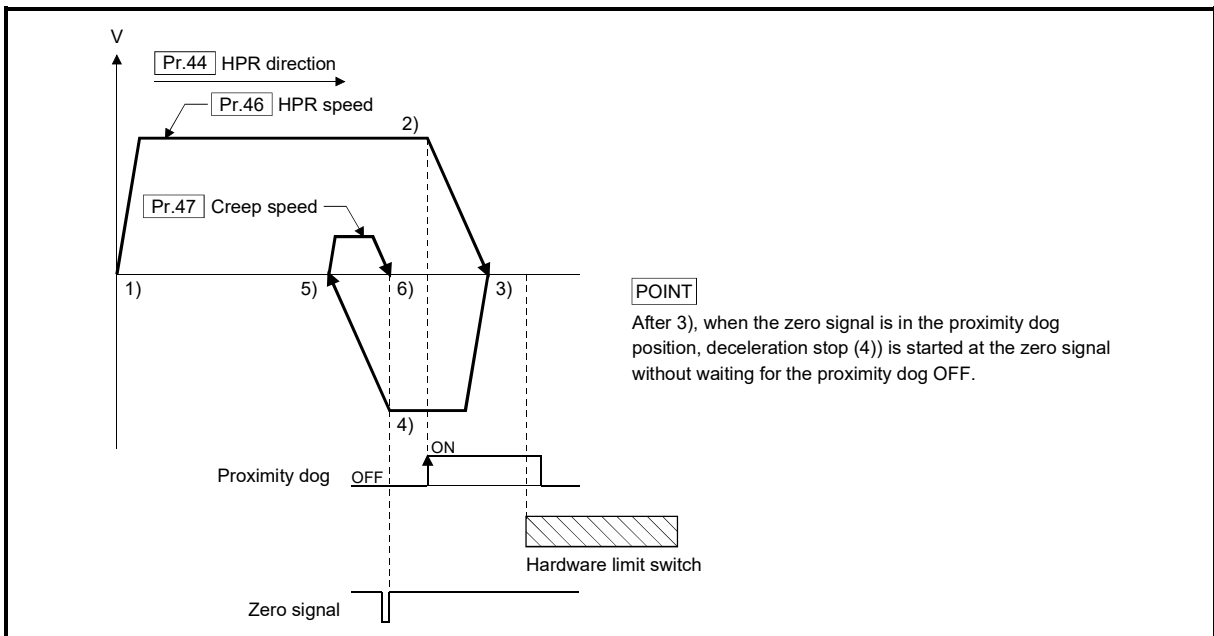 V
Pr.44 HPR direction
Pr.46 HPR speed
2)
Pr.47 Creep speed
1)
5)
6)
3)
POINT
After 3), when the zero signal is in the proximity dog
position, deceleration stop (4)) is started at the zero signal
without waiting for the proximity dog OFF.
4)
ON
Proximity dog OFF
Hardware limit switch
Zero signal